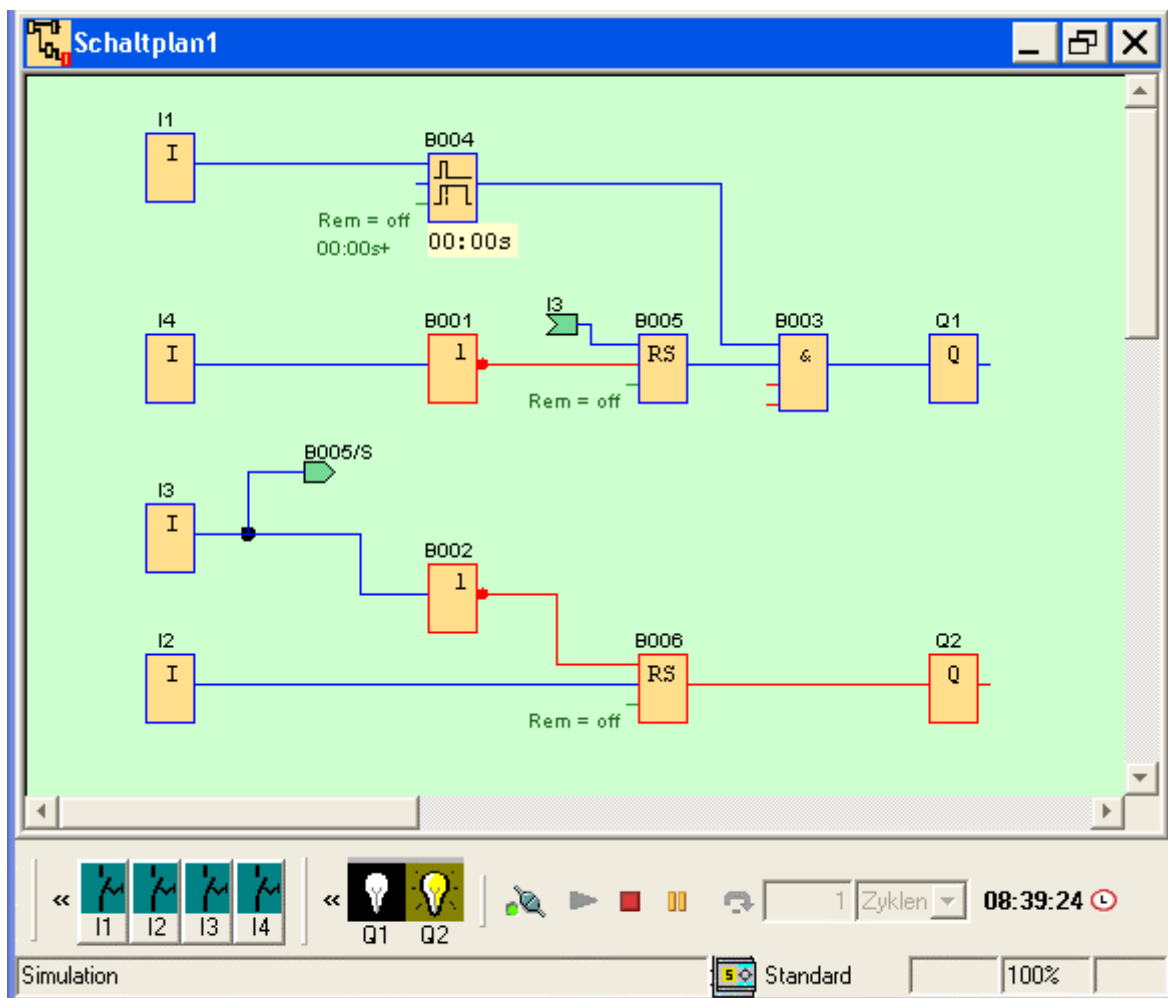 Schaltplan1
I1
I
B004
Rem = off
00:00s+
00:00s
I4
I
B001
1
I3
B005
RS
Rem = off
B003
&
Q1
Q
B005/S
I3
I
B002
1
I2
I
B006
RS
Rem = off
Q2
Q
« I1 I2 I3 I4 « Q1 Q2 1 Zyklen 08:39:24
Simulation Standard 100%